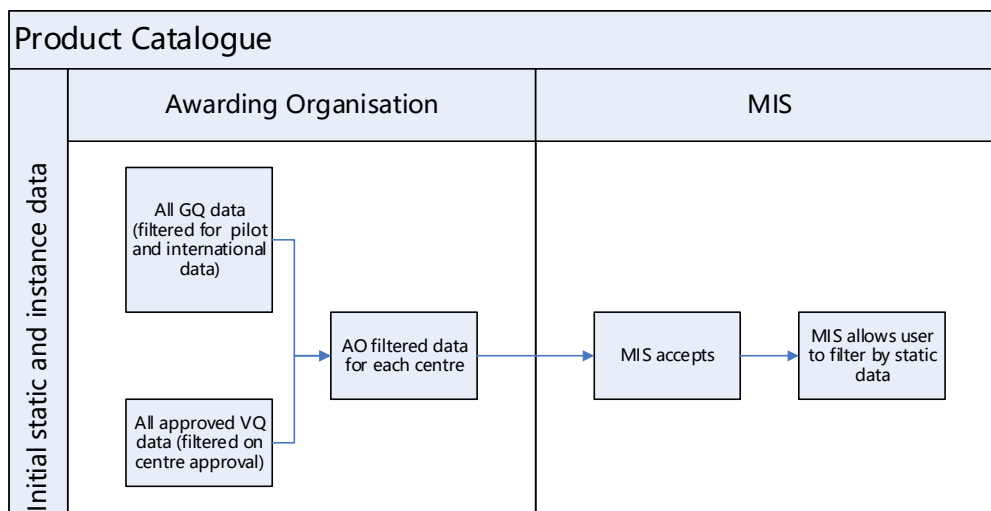 Product Catalogue
Initial static and instance data
Awarding Organisation
MIS
All GQ data
(filtered for pilot
and international
data)
All approved VQ
data (filtered on
centre approval)
AO filtered data
for each centre
MIS accepts
MIS allows user
to filter by static
data